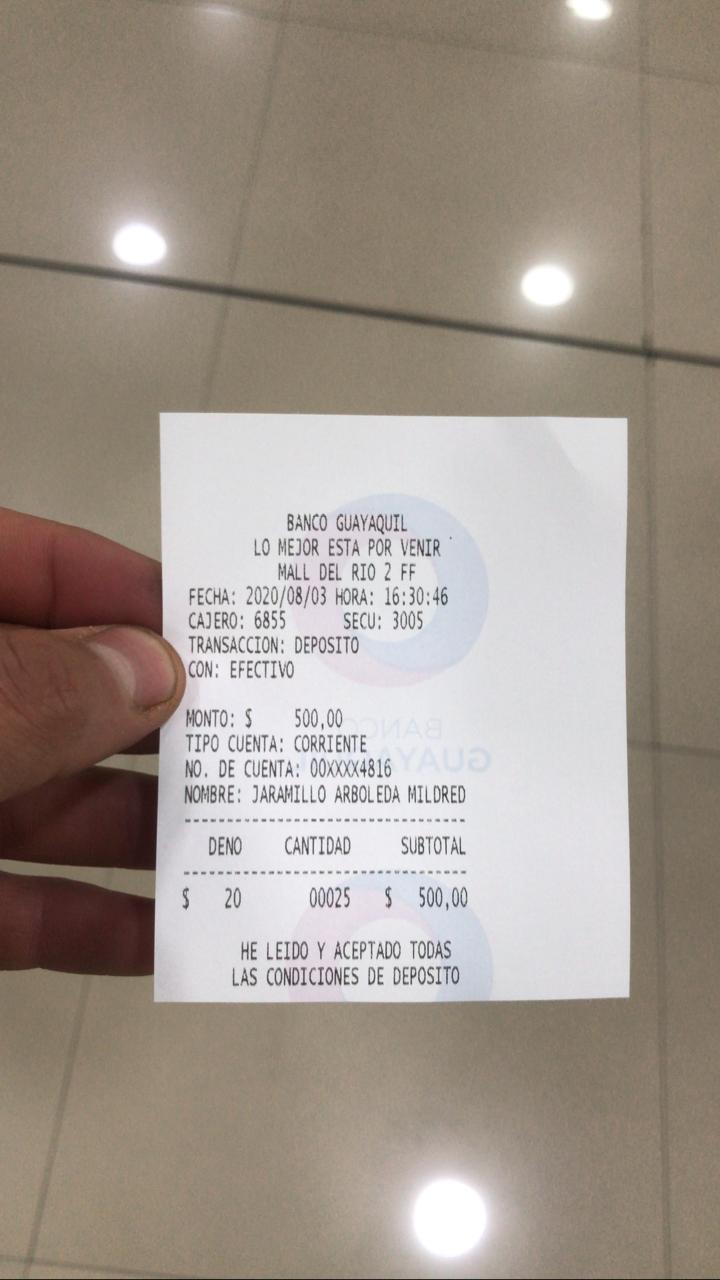 BANCO GUAYAQUIL
LO MEJOR ESTA POR VENIR
MALL DEL RIO 2 FF
FECHA: 2020/08/03 HORA: 16:30:46
CAJERO: 6855 SECU: 3005
TRANSACCION: DEPOSITO
CON: EFECTIVO
MONTO: $ 500,00
TIPO CUENTA: CORRIENTE
NO. DE CUENTA: 00XXXX4816
NOMBRE: JARAMILLO ARBOLEDA MILDRED
-----------------------------------
DENO CANTIDAD SUBTOTAL
-----------------------------------
$ 20 00025 $ 500,00
HE LEIDO Y ACEPTADO TODAS
LAS CONDICIONES DE DEPOSITO
BANCO
GUAYAQUIL